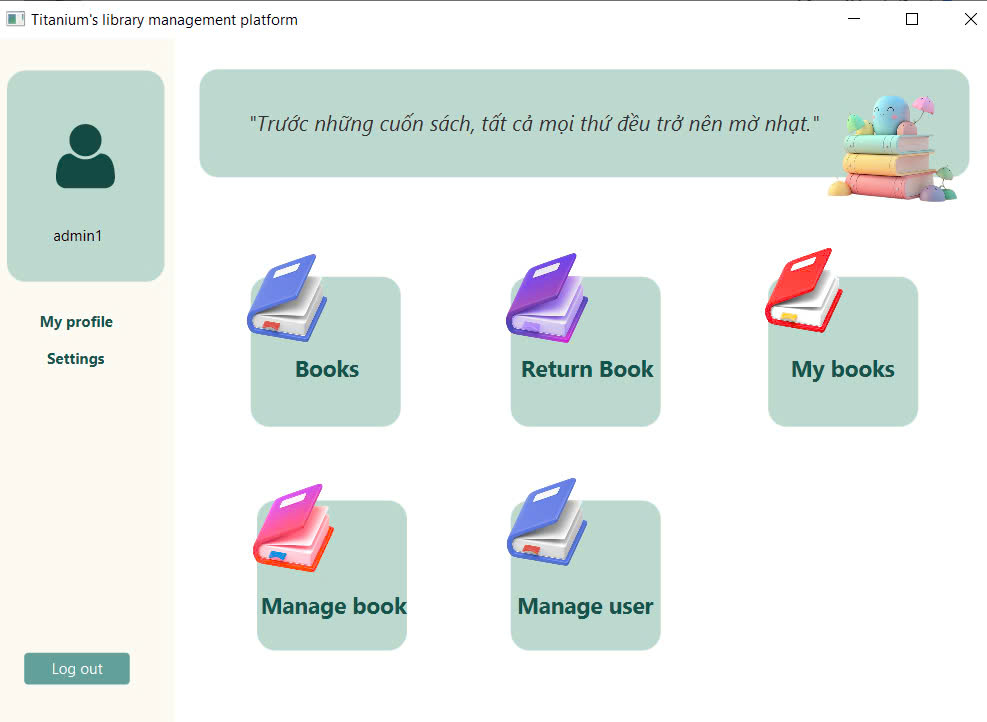 Titanium's library management platform
"Trước những cuốn sách, tất cả mọi thứ đều trở nên mờ nhạt."
admin1
My profile
Settings
Books
Return Book
My books
Manage book
Manage user
Log out